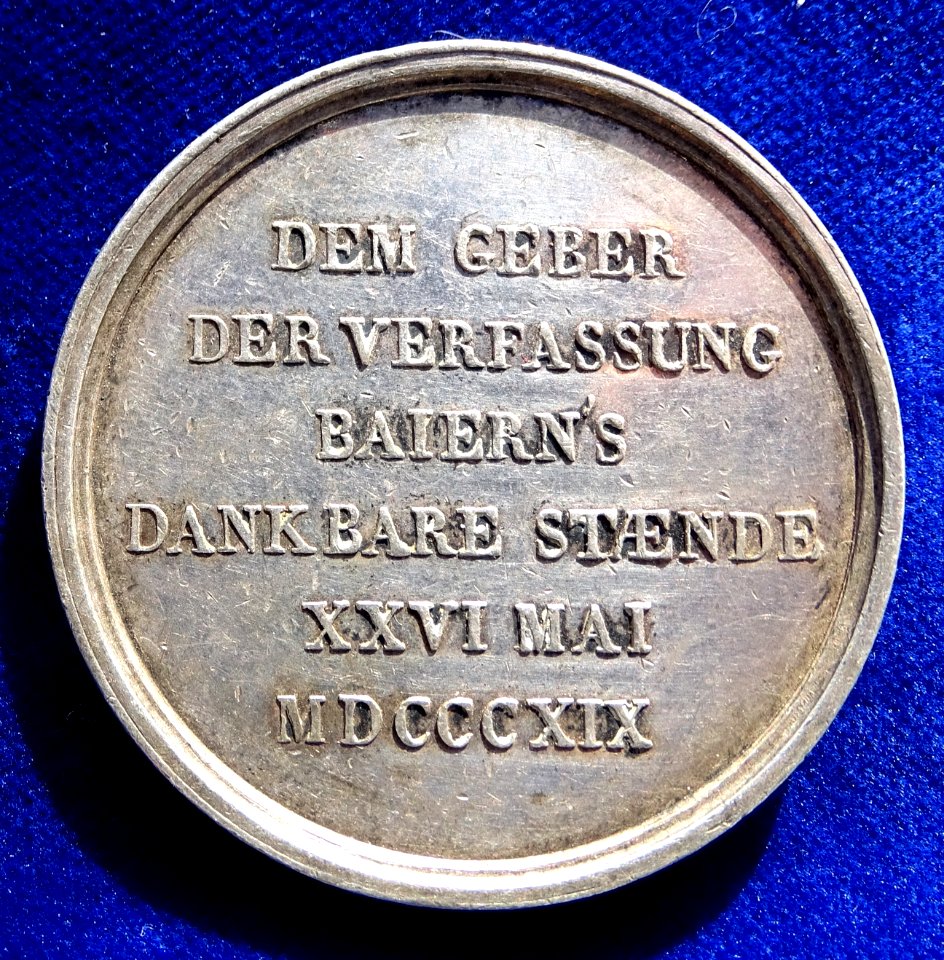 DEM GEBER
DER VERFASSUNG
BAIERN'S
DANKBARE STÆNDE
XXVI MAI
MDCCCXIX